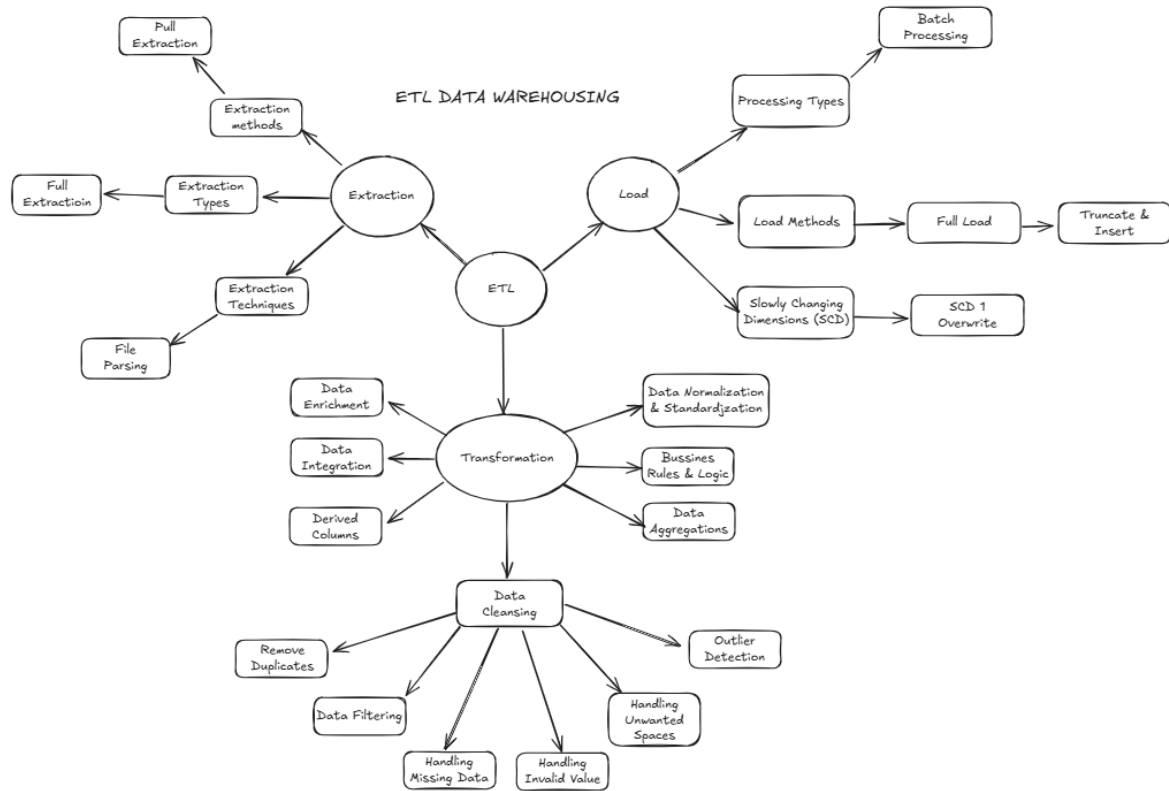 Pull
Extraction
Batch
Processing
ETL DATA WAREHOUSING
Processing Types
Extraction
methods
Full
Extractioin
Extraction
Types
Extraction
Load
Load Methods
Full Load
Truncate &
Insert
ETL
Extraction
Techniques
Slowly Changing
Dimensions (SCD)
SCD 1
Overwrite
File
Parsing
Data
Enrichment
Data Normalization
& Standardjzation
Data
Integration
Transformation
Bussines
Rules & Logic
Derived
Columns
Data
Aggregations
Data
Cleansing
Remove
Duplicates
Outlier
Detection
Data Filtering
Handling
Unwanted
Spaces
Handling
Missing Data
Handling
Invalid Value